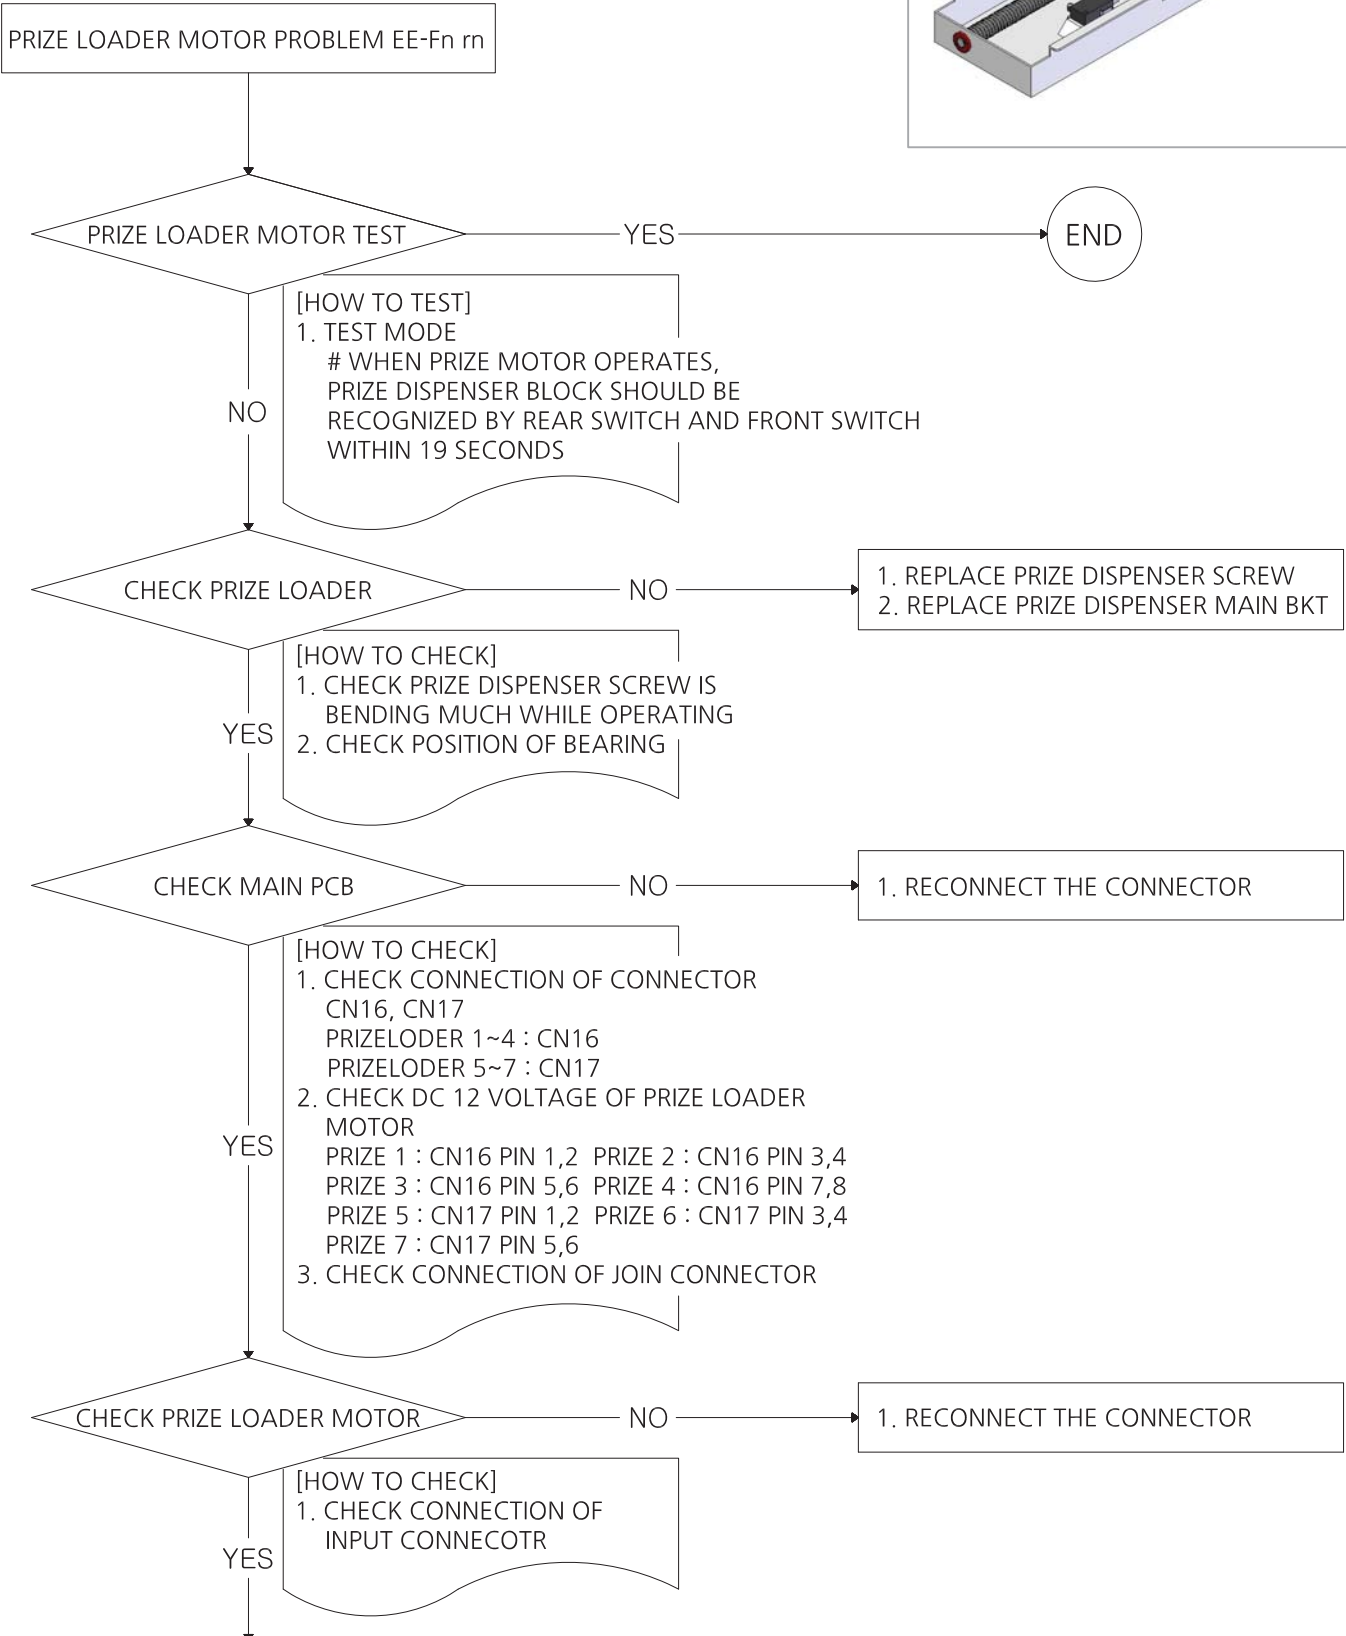 PRIZE LOADER MOTOR PROBLEM EE-Fn rn
PRIZE LOADER MOTOR TEST
YES
END
[HOW TO TEST]
1. TEST MODE
# WHEN PRIZE MOTOR OPERATES,
PRIZE DISPENSER BLOCK SHOULD BE
RECOGNIZED BY REAR SWITCH AND FRONT SWITCH
WITHIN 19 SECONDS
NO
CHECK PRIZE LOADER
NO
1. REPLACE PRIZE DISPENSER SCREW
2. REPLACE PRIZE DISPENSER MAIN BKT
[HOW TO CHECK]
1. CHECK PRIZE DISPENSER SCREW IS
BENDING MUCH WHILE OPERATING
2. CHECK POSITION OF BEARING
YES
CHECK MAIN PCB
NO
1. RECONNECT THE CONNECTOR
[HOW TO CHECK]
1. CHECK CONNECTION OF CONNECTOR
CN16, CN17
PRIZELODER 1~4 : CN16
PRIZELODER 5~7 : CN17
2. CHECK DC 12 VOLTAGE OF PRIZE LOADER
MOTOR
PRIZE 1 : CN16 PIN 1,2 PRIZE 2 : CN16 PIN 3,4
PRIZE 3 : CN16 PIN 5,6 PRIZE 4 : CN16 PIN 7,8
PRIZE 5 : CN17 PIN 1,2 PRIZE 6 : CN17 PIN 3,4
PRIZE 7 : CN17 PIN 5,6
3. CHECK CONNECTION OF JOIN CONNECTOR
YES
CHECK PRIZE LOADER MOTOR
NO
1. RECONNECT THE CONNECTOR
[HOW TO CHECK]
1. CHECK CONNECTION OF
INPUT CONNECOTR
YES